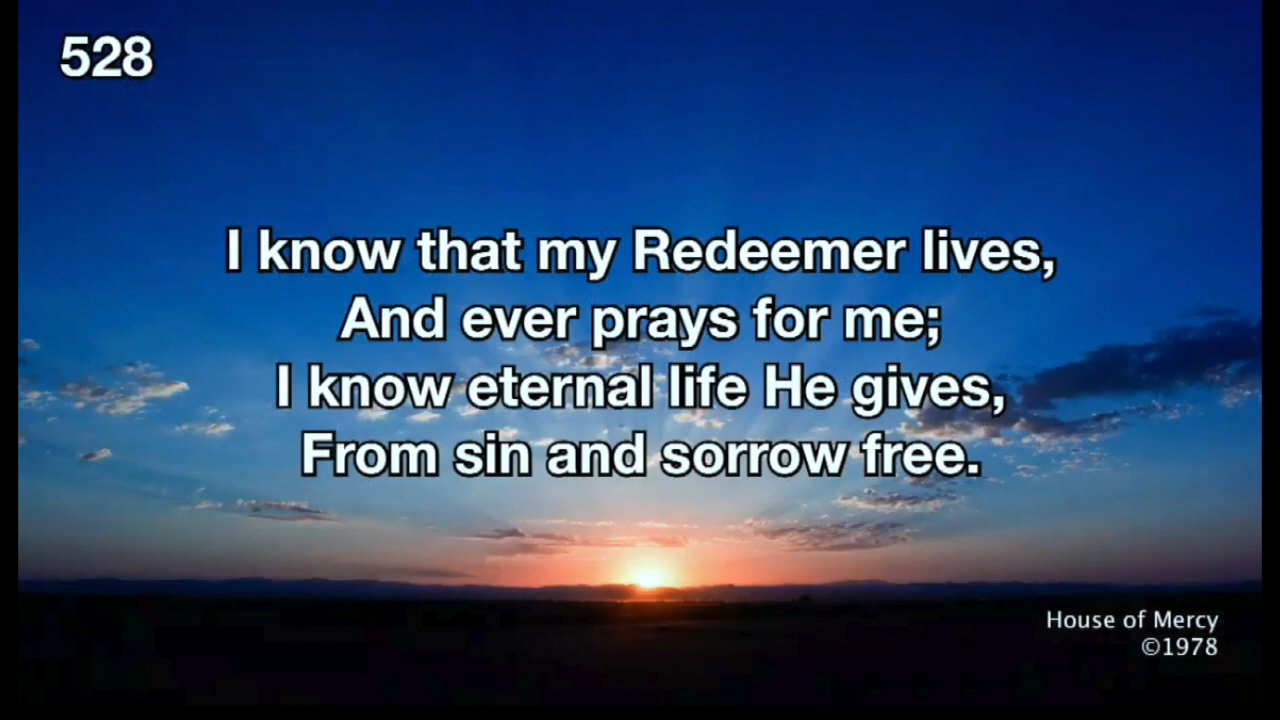 528
I know that my Redeemer lives,
And ever prays for me;
I know eternal life He gives,
From sin and sorrow free.
House of Mercy
©1978